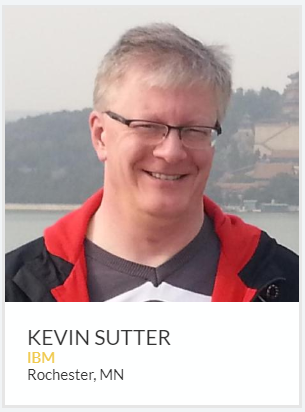 KEVIN SUTTER
IBM
Rochester, MN